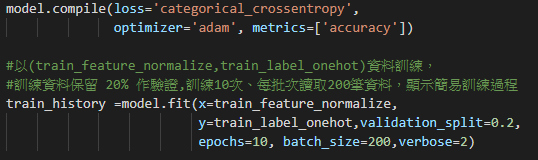 model.compile(loss='categorical_crossentropy',
optimizer='adam', metrics=['accuracy'])
#以(train_feature_normalize,train_label_onehot)資料訓練，
#訓練資料保留 20% 作驗證,訓練10次、每批次讀取200筆資料，顯示簡易訓練過程
train_history =model.fit(x=train_feature_normalize,
y=train_label_onehot,validation_split=0.2,
epochs=10, batch_size=200,verbose=2)